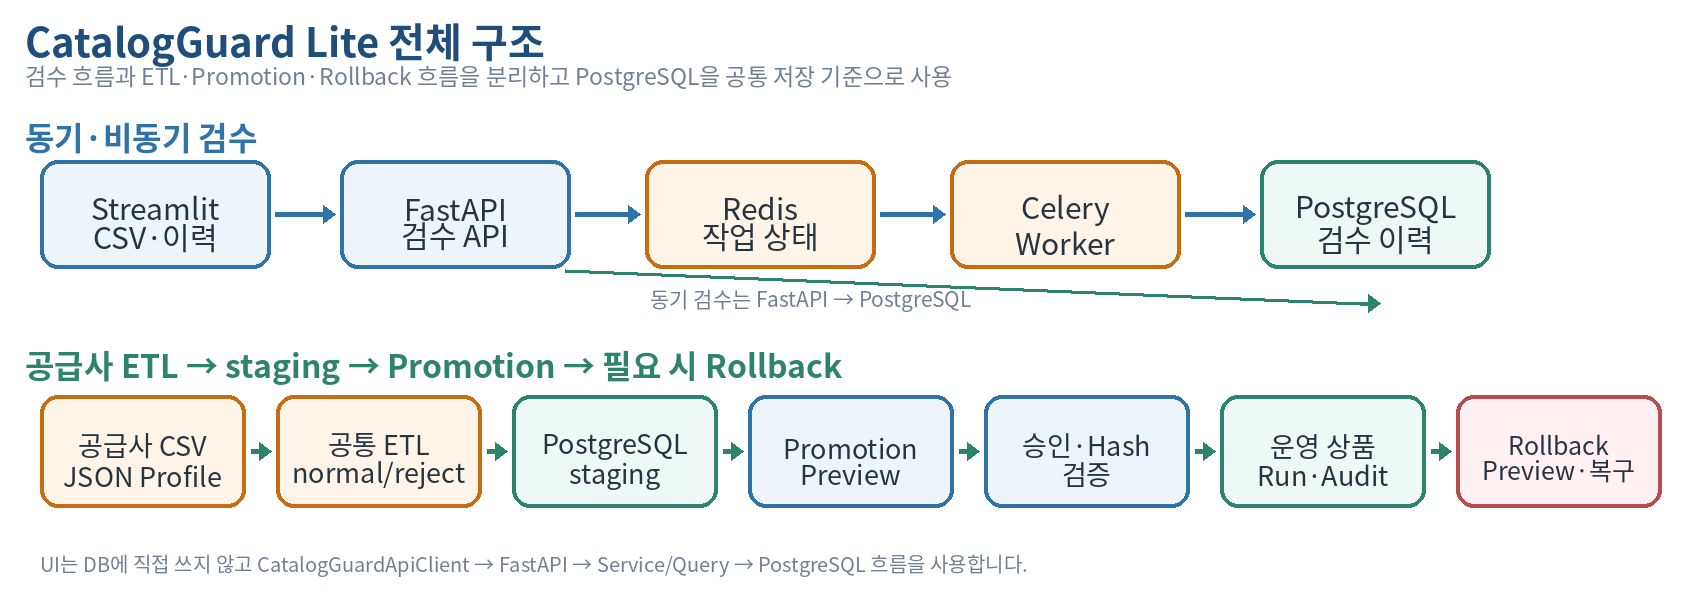 CatalogGuard Lite 전체 구조
검수 흐름과 ETL·Promotion·Rollback 흐름을 분리하고 PostgreSQL을 공통 저장 기준으로 사용
동기·비동기 검수
Streamlit
CSV·이력
FastAPI
검수 API
Redis
작업 상태
Celery
Worker
PostgreSQL
검수 이력
동기 검수는 FastAPI → PostgreSQL
공급사 ETL → staging → Promotion → 필요 시 Rollback
공급사 CSV
JSON Profile
공통 ETL
normal/reject
PostgreSQL
staging
Promotion
Preview
승인·Hash
검증
운영 상품
Run·Audit
Rollback
Preview·복구
UI는 DB에 직접 쓰지 않고 CatalogGuardApiClient → FastAPI → Service/Query → PostgreSQL 흐름을 사용합니다.